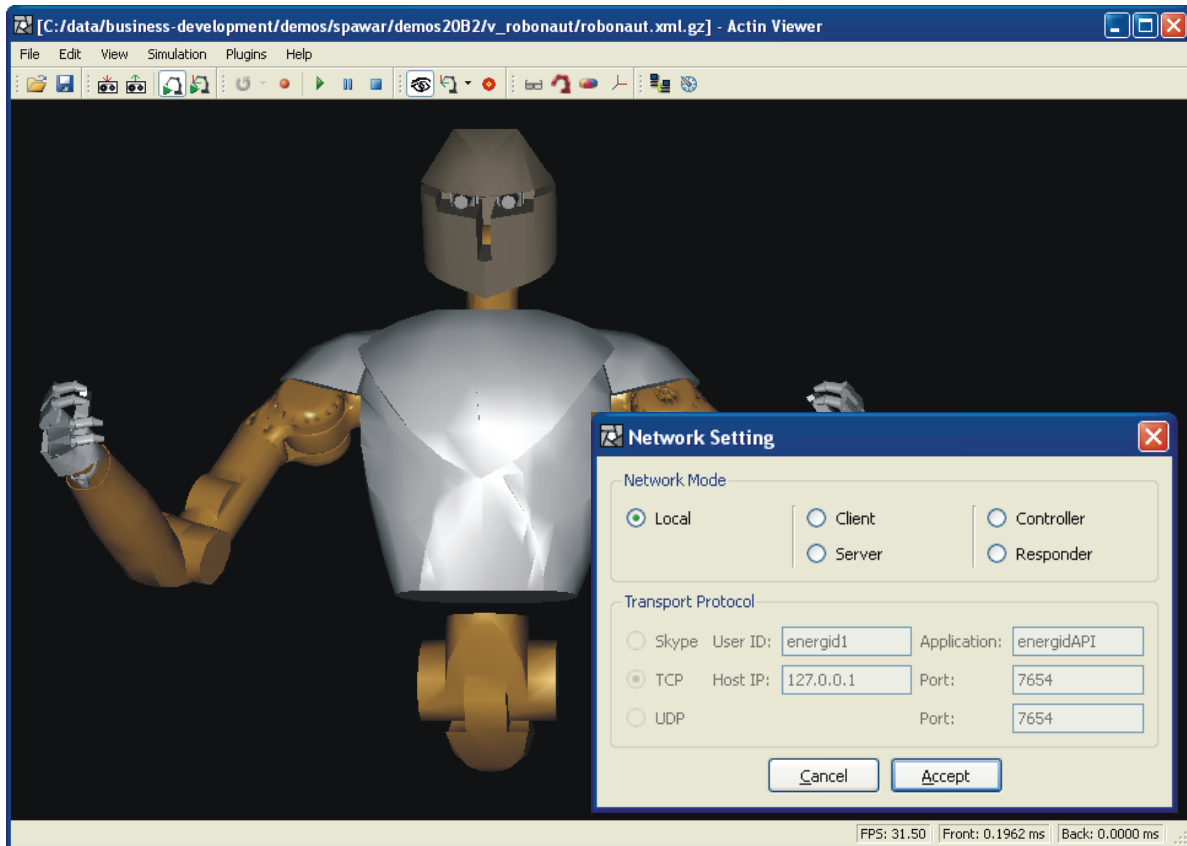 [C:/data/business-development/demos/spawar/demos20B2/v_robonaut/robonaut.xml.gz] - Actin Viewer
File Edit View Simulation Plugins Help
Network Setting
Network Mode
Local Client Controller
Server Responder
Transport Protocol
Skype User ID: energid1 Application: energidAPI
TCP Host IP: 127.0.0.1 Port: 7654
UDP Port: 7654
Cancel Accept
FPS: 31.50 Front: 0.1962 ms Back: 0.0000 ms